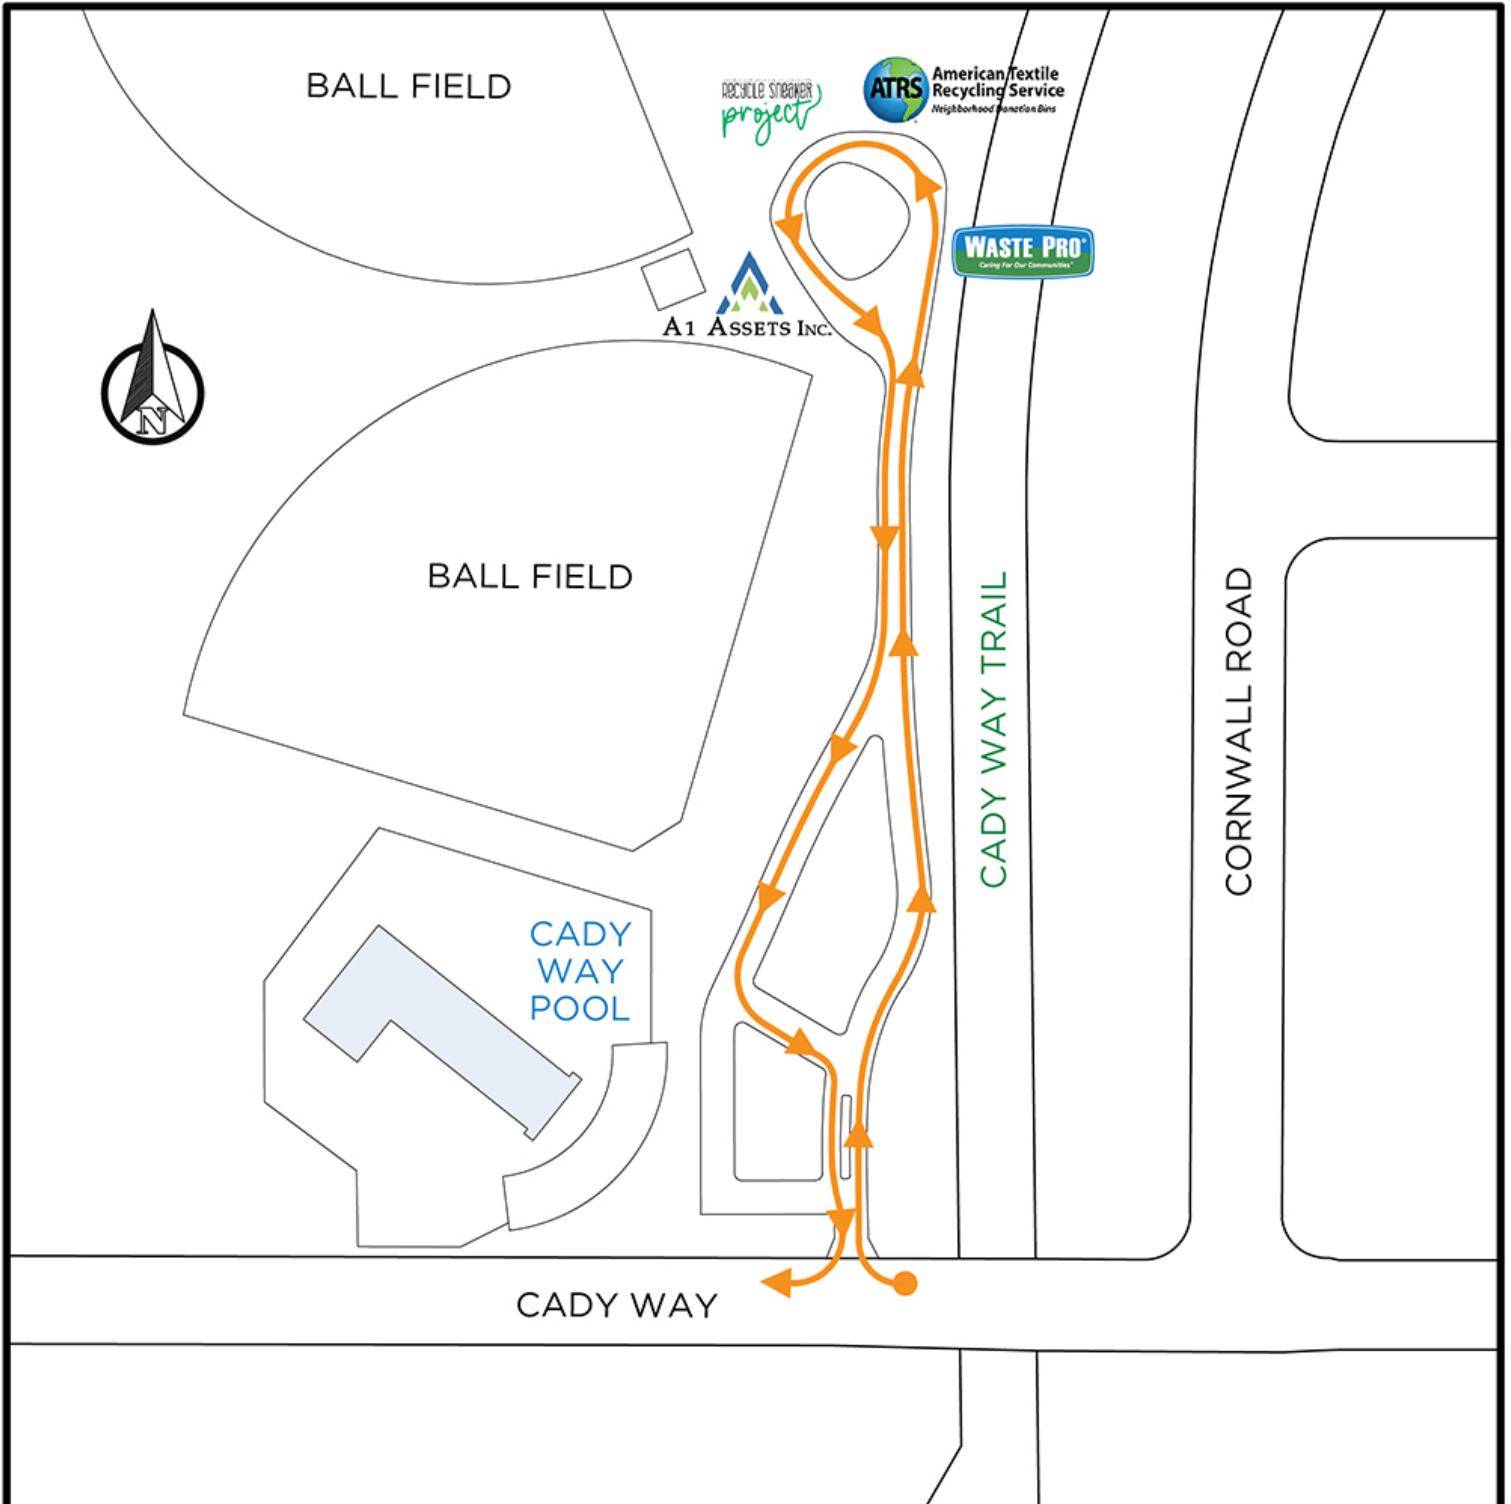 BALL FIELD
RECYCLE SNEAKER
project
ATRS
American Textile
Recycling Service
Neighborhood Donation Bins
WASTE PRO
Caring For Our Communities
A1 ASSETS INC.
N
BALL FIELD
CADY WAY TRAIL
CORNWALL ROAD
CADY
WAY
POOL
CADY WAY